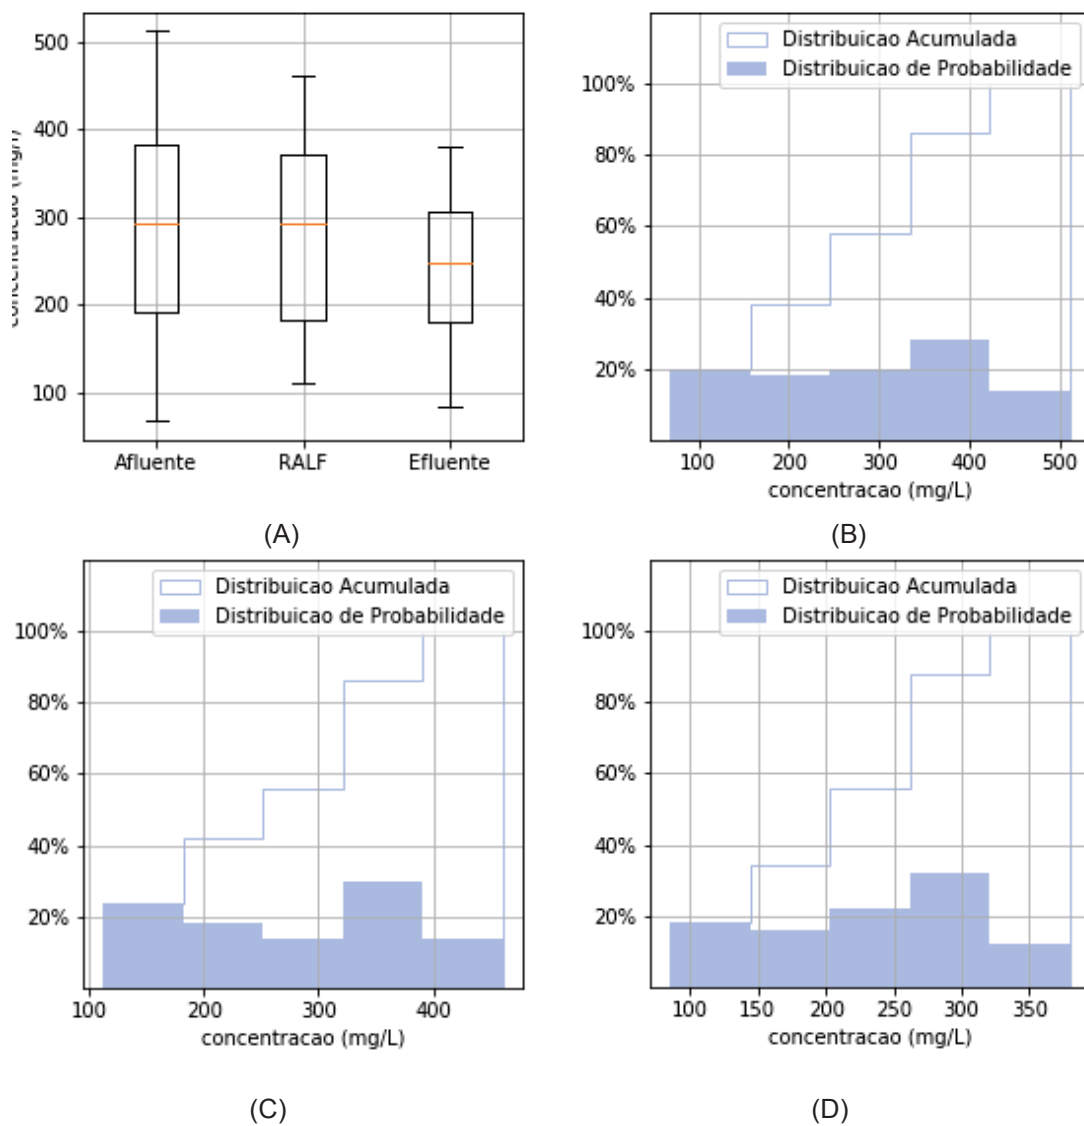 500
400
300
200
100
Afluente RALF Efluente
(A)
Distribuicao Acumulada
Distribuicao de Probabilidade
100%
80%
60%
40%
20%
100 200 300 400 500
concentracao (mg/L)
(B)
Distribuicao Acumulada
Distribuicao de Probabilidade
100%
80%
60%
40%
20%
100 200 300 400
concentracao (mg/L)
(C)
Distribuicao Acumulada
Distribuicao de Probabilidade
100%
80%
60%
40%
20%
100 150 200 250 300 350
concentracao (mg/L)
(D)